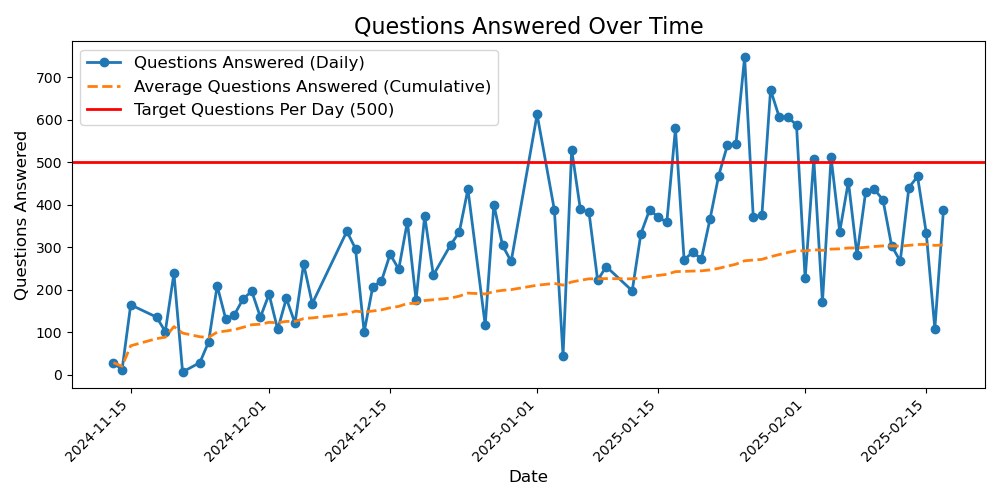 Questions Answered Over Time
Questions Answered (Daily)
Average Questions Answered (Cumulative)
Target Questions Per Day (500)
Questions Answered
700
600
500
400
300
200
100
0
2024-11-15
2024-12-01
2024-12-15
2025-01-01
2025-01-15
2025-02-01
2025-02-15
Date